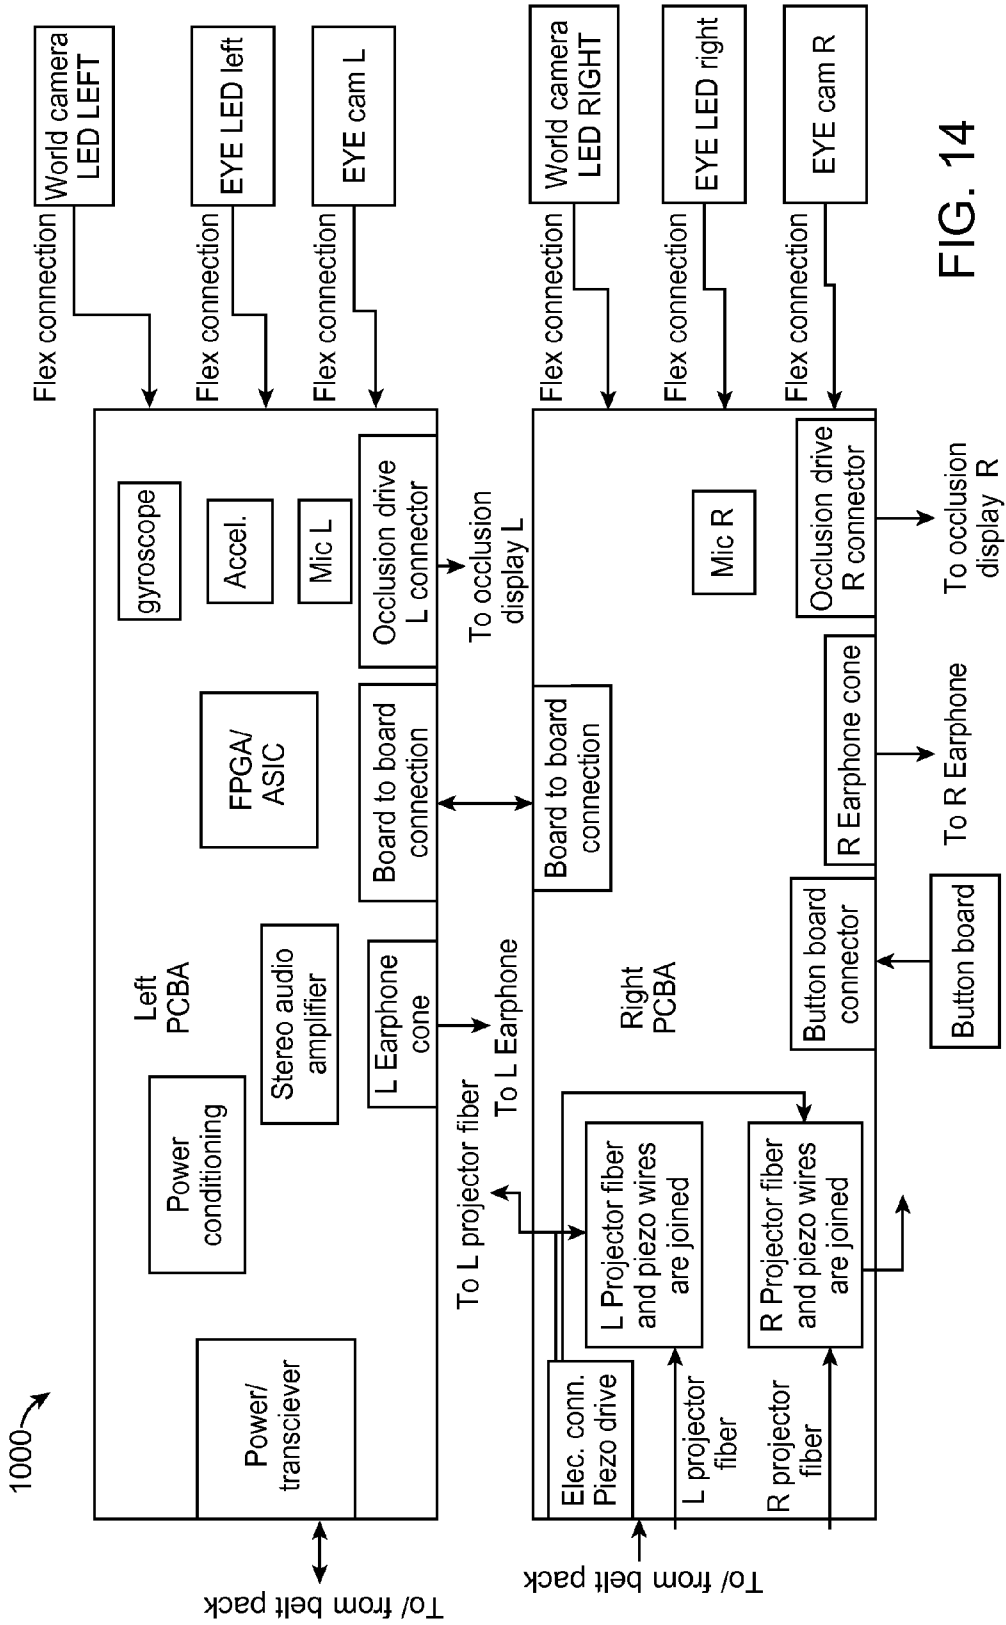 1000
To/ from belt pack
Power/
transciever
Power
conditioning
Left
PCBA
Stereo audio
amplifier
FPGA/
ASIC
gyroscope
Accel.
Mic L
L Earphone
cone
Board to board
connection
Occlusion drive
L connector
Flex connection
World camera
LED LEFT
Flex connection
EYE LED left
Flex connection
EYE cam L
To L projector fiber
To L Earphone
To occlusion
display L
To/ from belt pack
Elec. conn.
Piezo drive
L projector
fiber
R projector
fiber
L Projector fiber
and piezo wires
are joined
R Projector fiber
and piezo wires
are joined
Right
PCBA
Board to board
connection
Mic R
Button board
connector
R Earphone cone
Occlusion drive
R connector
Flex connection
World camera
LED RIGHT
Flex connection
EYE LED right
Flex connection
EYE cam R
Button board
To R Earphone
To occlusion
display R
FIG. 14